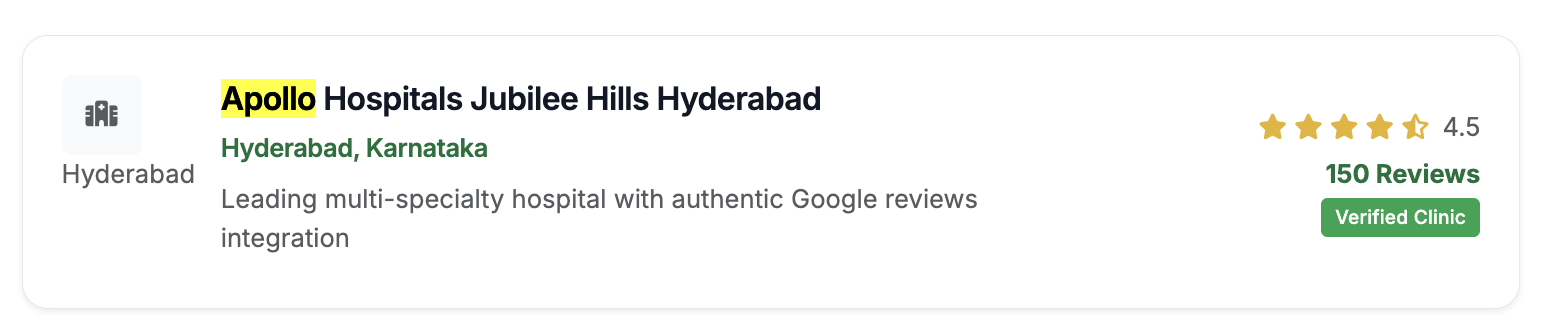 Hyderabad
Apollo Hospitals Jubilee Hills Hyderabad
Hyderabad, Karnataka
Leading multi-specialty hospital with authentic Google reviews
integration
4.5
150 Reviews
Verified Clinic